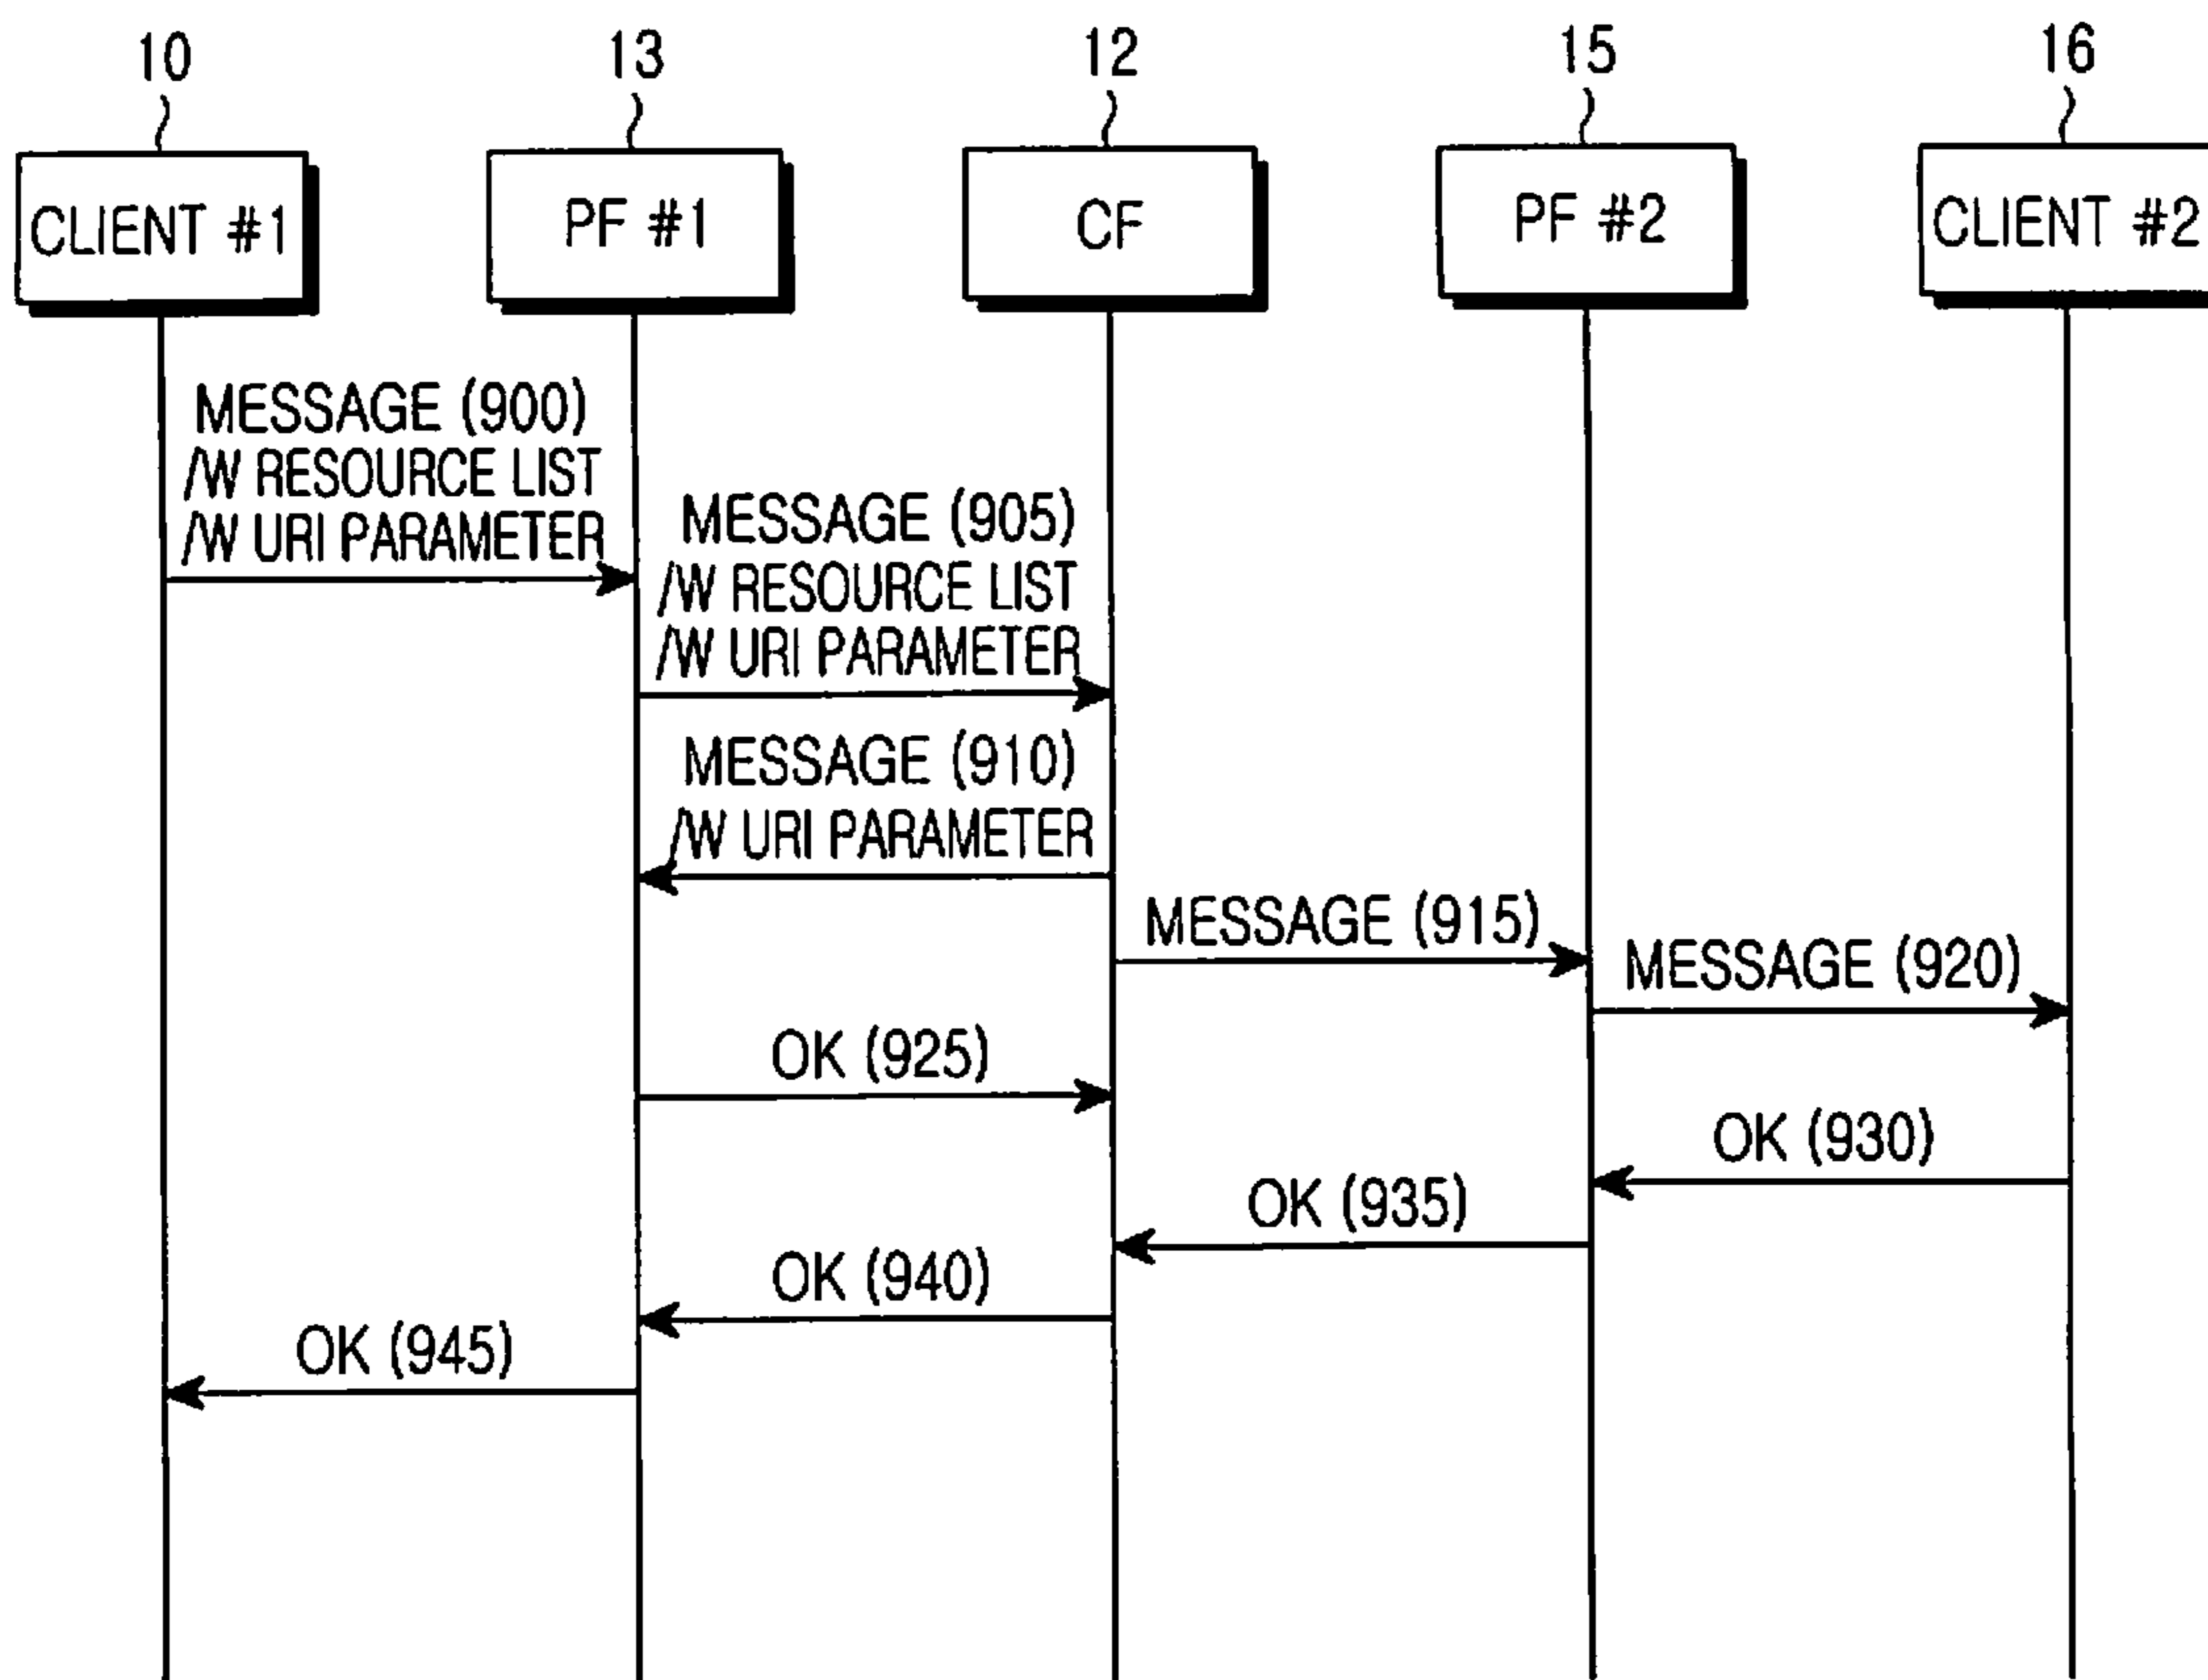 10
13
12
15
16
CLIENT #1
PF #1
CF
PF #2
CLIENT #2
MESSAGE (900)
/W RESOURCE LIST
/W URI PARAMETER
MESSAGE (905)
/W RESOURCE LIST
/W URI PARAMETER
MESSAGE (910)
/W URI PARAMETER
MESSAGE (915)
MESSAGE (920)
OK (925)
OK (930)
OK (935)
OK (940)
OK (945)